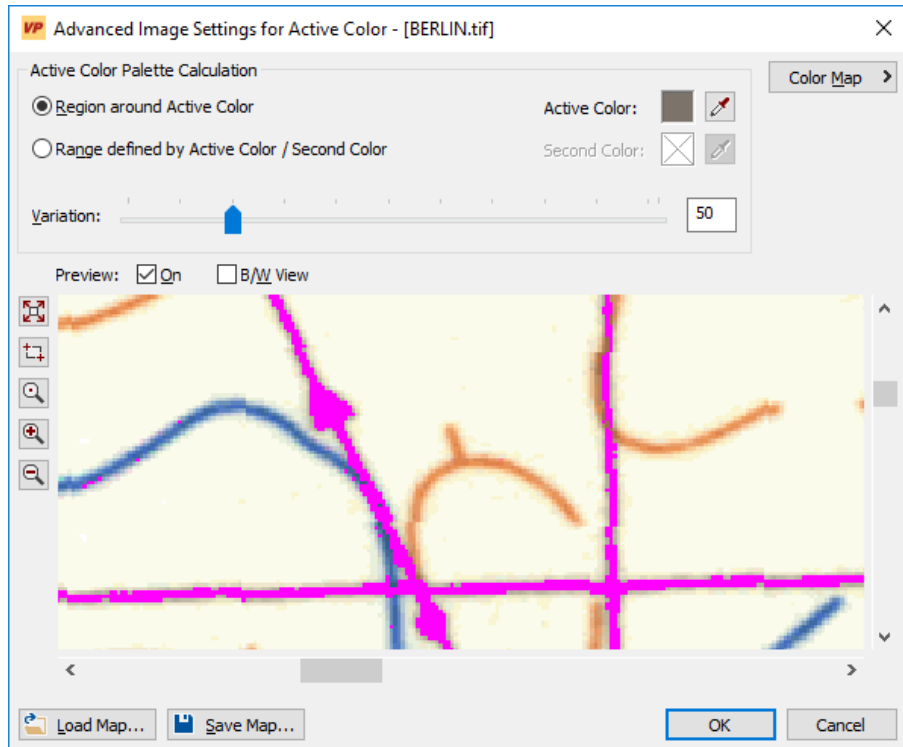 VP Advanced Image Settings for Active Color - [BERLIN.tif]
Active Color Palette Calculation
Color Map
Region around Active Color
Active Color:
Range defined by Active Color / Second Color
Second Color:
Variation:
50
Preview: On B/W View
Load Map...
Save Map...
OK
Cancel